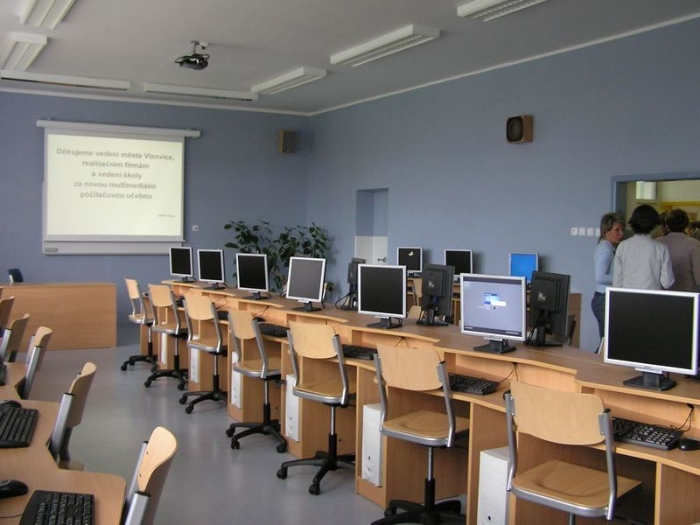 Děkujeme vedení města Vizovice,
realizačním firmám
a vedení školy
za novou multimediální
počítačovou učebnu